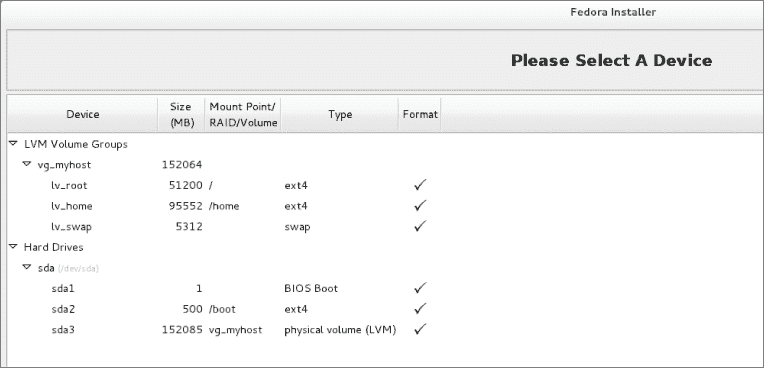 Fedora Installer
Please Select A Device
Device Size (MB) Mount Point/ RAID/Volume Type Format
LVM Volume Groups
vg_myhost 152064
lv_root 51200 / ext4 ✓
lv_home 95552 /home ext4 ✓
lv_swap 5312 swap ✓
Hard Drives
sda (/dev/sda)
sda1 1 BIOS Boot ✓
sda2 500 /boot ext4 ✓
sda3 152085 vg_myhost physical volume (LVM) ✓